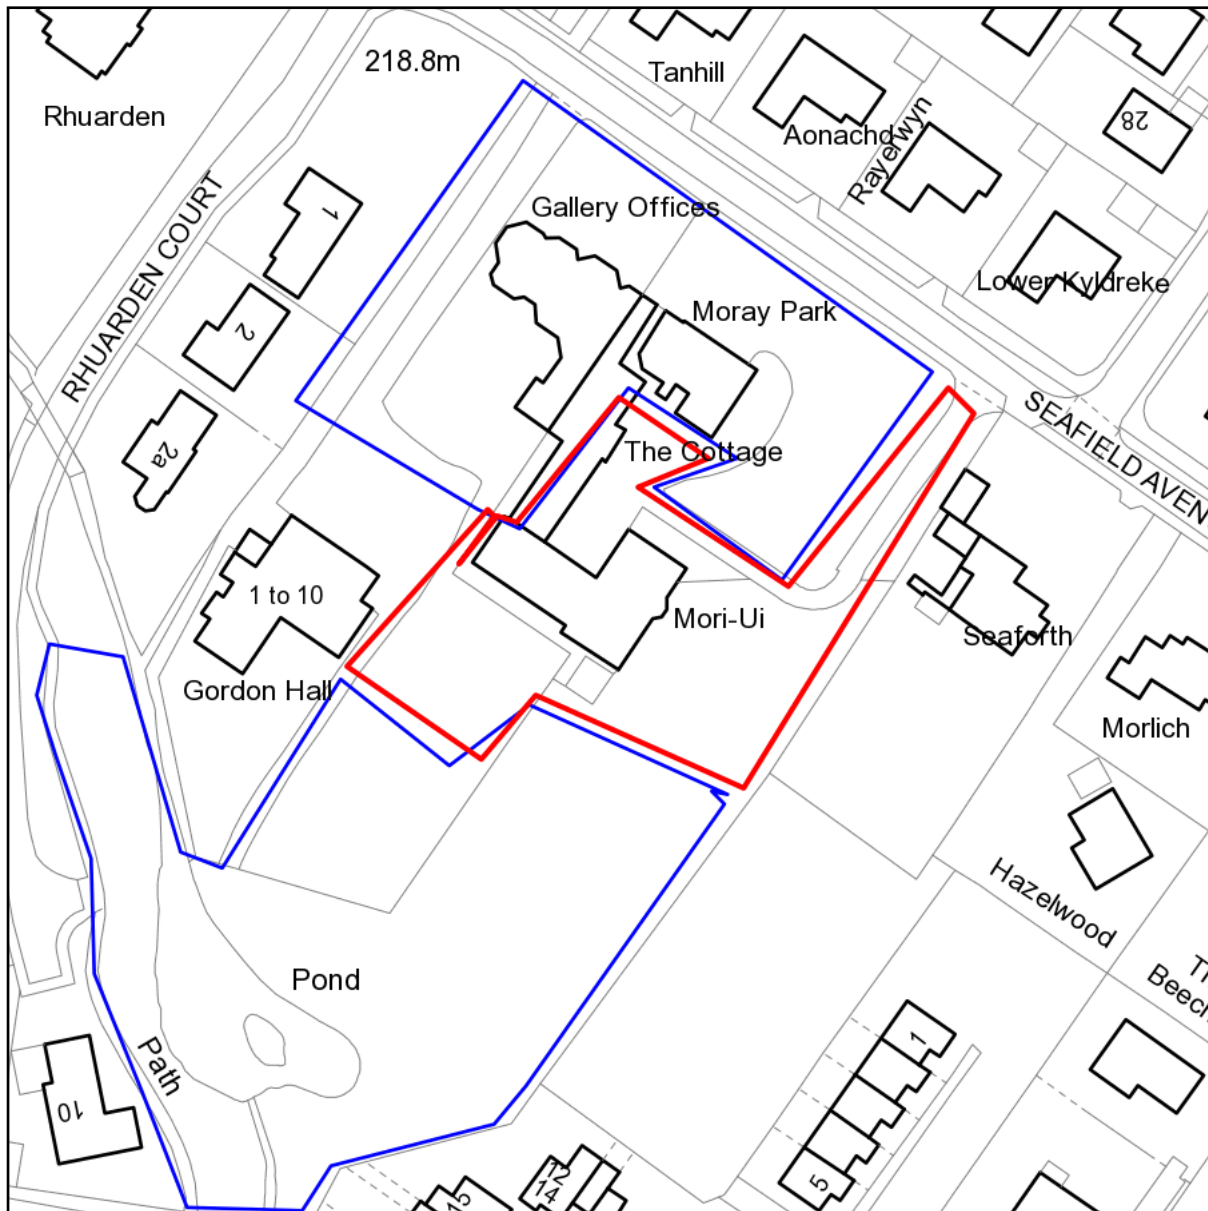 218.8m
Tanhill
Rhuarden
Aonachd
Rayerwyn
28
RHUARDEN COURT
1
Gallery Offices
Lower Kyldreke
Moray Park
2
SEAFIELD AVEN
2a
The Cottage
1 to 10
Mori-Ui
Seaforth
Gordon Hall
Morlich
Hazelwood
Beech
Pond
Path
10
1
5
12
14